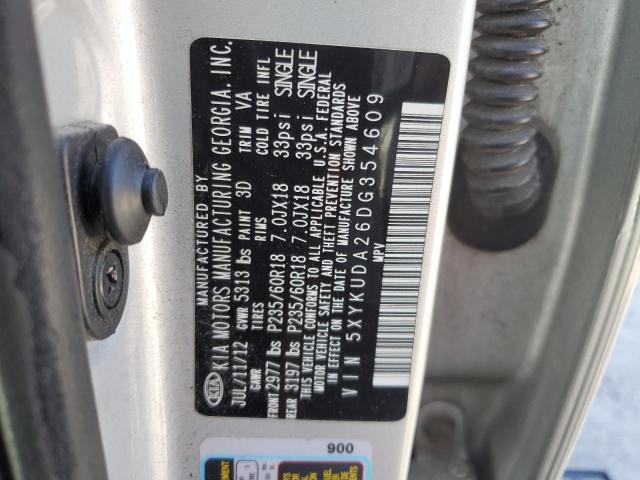 MANUFACTURED BY
KIA KIA MOTORS MANUFACTURING GEORGIA, INC.
JUL/11/12 GVWR 5313 lbs PAINT 3D TRIM VA
GAWR TIRES RIMS COLD TIRE INFL
FRONT 2977 lbs P235/60R18 7.0JX18 33psi SINGLE
REAR 3197 lbs P235/60R18 7.0JX18 33psi SINGLE
THIS VEHICLE CONFORMS TO ALL APPLICABLE U.S.A. FEDERAL
MOTOR VEHICLE SAFETY AND THEFT PREVENTION STANDARDS
IN EFFECT ON THE DATE OF MANUFACTURE SHOWN ABOVE
VIN 5XYKUDA26DG354609
MPV
900